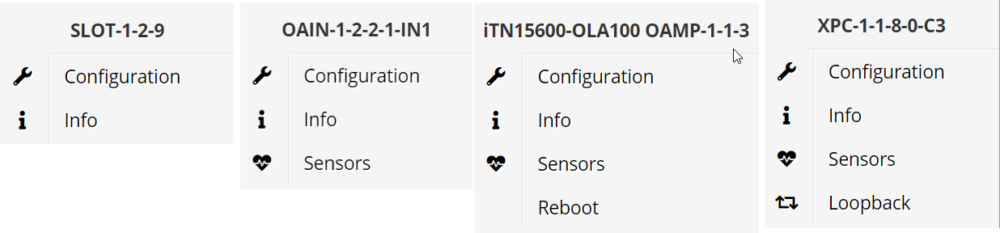 SLOT-1-2-9
Configuration
Info
OAIN-1-2-2-1-IN1
Configuration
Info
Sensors
iTN15600-OLA100 OAMP-1-1-3
Configuration
Info
Sensors
Reboot
XPC-1-1-8-0-C3
Configuration
Info
Sensors
Loopback